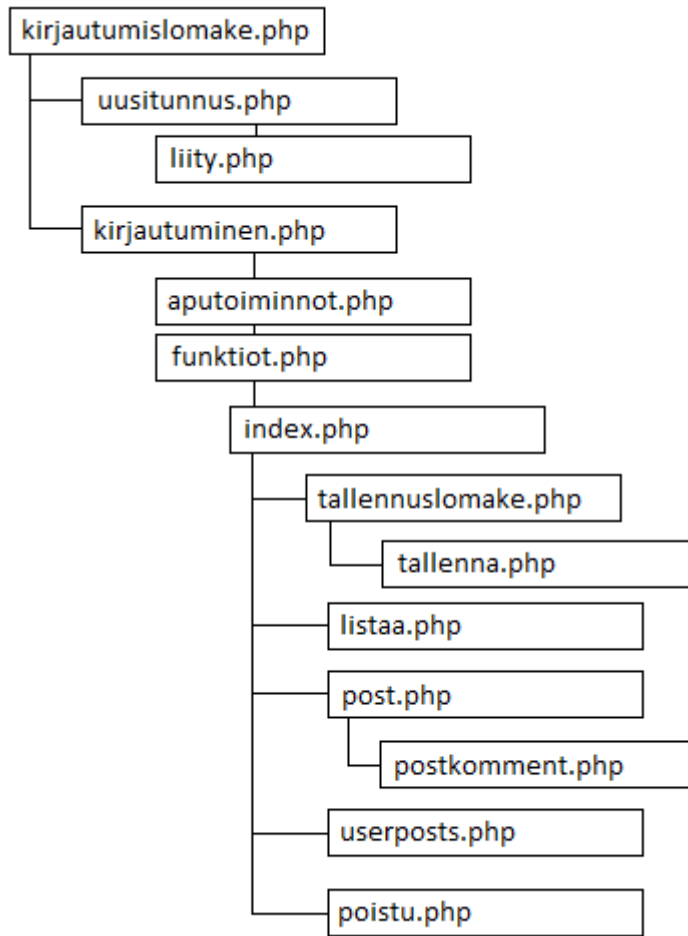 kirjautumislomake.php
uusitunnus.php
liity.php
kirjautuminen.php
aputoiminnot.php
funktiot.php
index.php
tallennuslomake.php
tallenna.php
listaa.php
post.php
postkomment.php
userposts.php
poistu.php